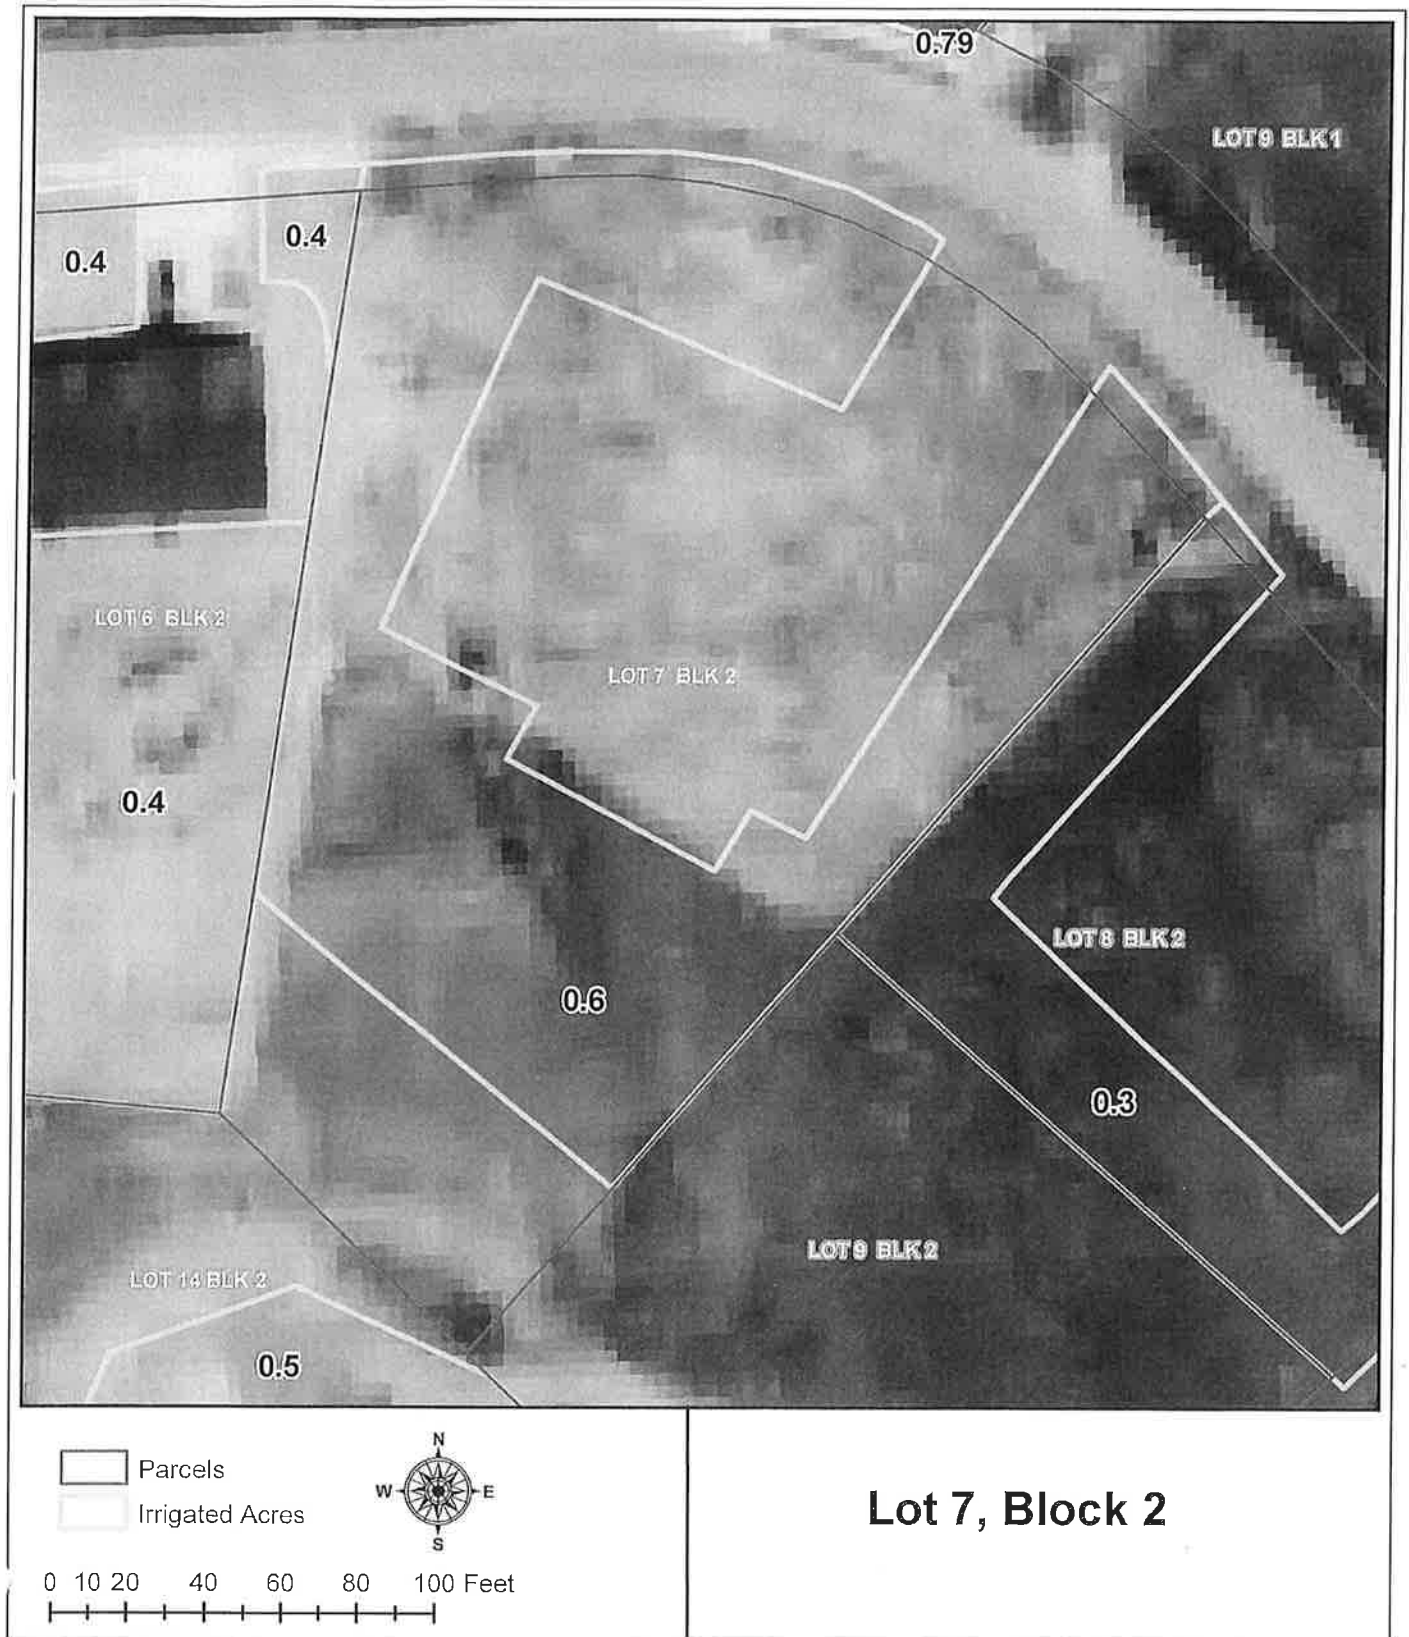 0.79
LOT 9 BLK 1
0.4
0.4
LOT 6 BLK 2
LOT 7 BLK 2
0.4
LOT 8 BLK 2
0.6
0.3
LOT 9 BLK 2
LOT 14 BLK 2
0.5
Parcels
Irrigated Acres
N
W E
S
Lot 7, Block 2
0 10 20 40 60 80 100 Feet